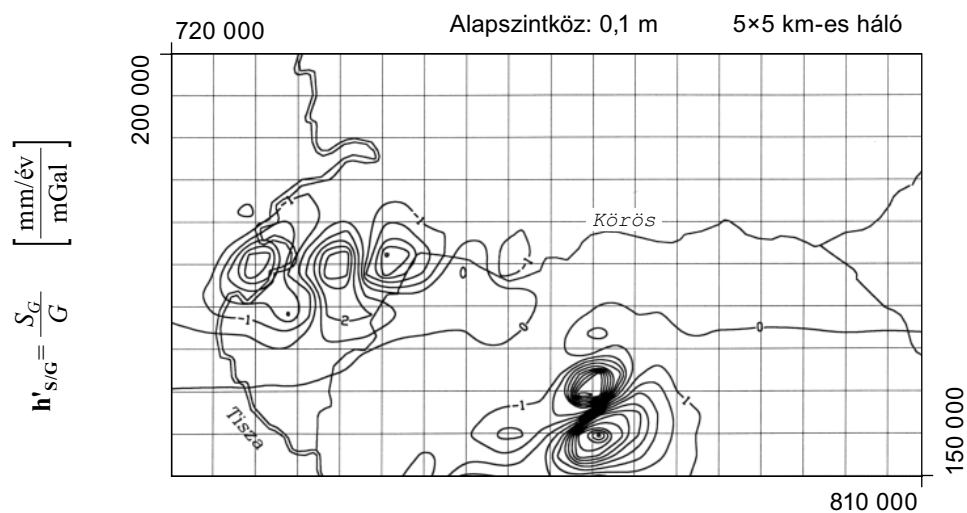 720 000
Alapszintköz: 0,1 m
5×5 km-es háló
200 000
h'S/G = SG/G [mm/év / mGal]
-1
-1
Körös
-1
0
-1
2
0
0
-1
1
Tisza
150 000
810 000